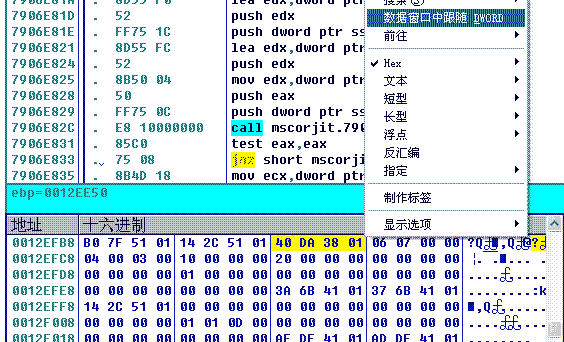 7906E81D . 52 push edx
7906E81E . FF75 1C push dword ptr ss
7906E821 . 8D55 FC lea edx,dword ptr
7906E824 . 52 push edx
7906E825 . 8B50 04 mov edx,dword ptr
7906E828 . 50 push eax
7906E829 . FF75 0C push dword ptr ss
7906E82C . E8 10000000 call mscorjit.790
7906E831 . 85C0 test eax,eax
7906E833 .. 75 08 short mscorjit
7906E835 . 8B4D 18 mov ecx,dword ptr
数据窗口中跟随 DWORD
前往
Hex
文本
短型
长型
浮点
反汇编
指定
制作标签
显示选项
ebp=0012EE50
地址 十六进制
0012EFB8 B0 7F 51 01 14 2C 51 01 40 DA 38 01 06 07 00 00
0012EFC8 04 00 03 00 10 00 00 00 20 00 00 00 00 00 00 00
0012EFD8 00 00 00 01 00 00 00 00 00 00 00 00 00 00 00 00
0012EFE8 00 00 00 00 00 00 00 00 3A 6B 41 01 37 6B 41 01
0012EFF8 14 2C 51 01 00 00 00 00 00 00 00 00 00 00 00 00
0012F008 00 00 00 00 01 01 0D 00 00 00 00 00 00 00 00 00